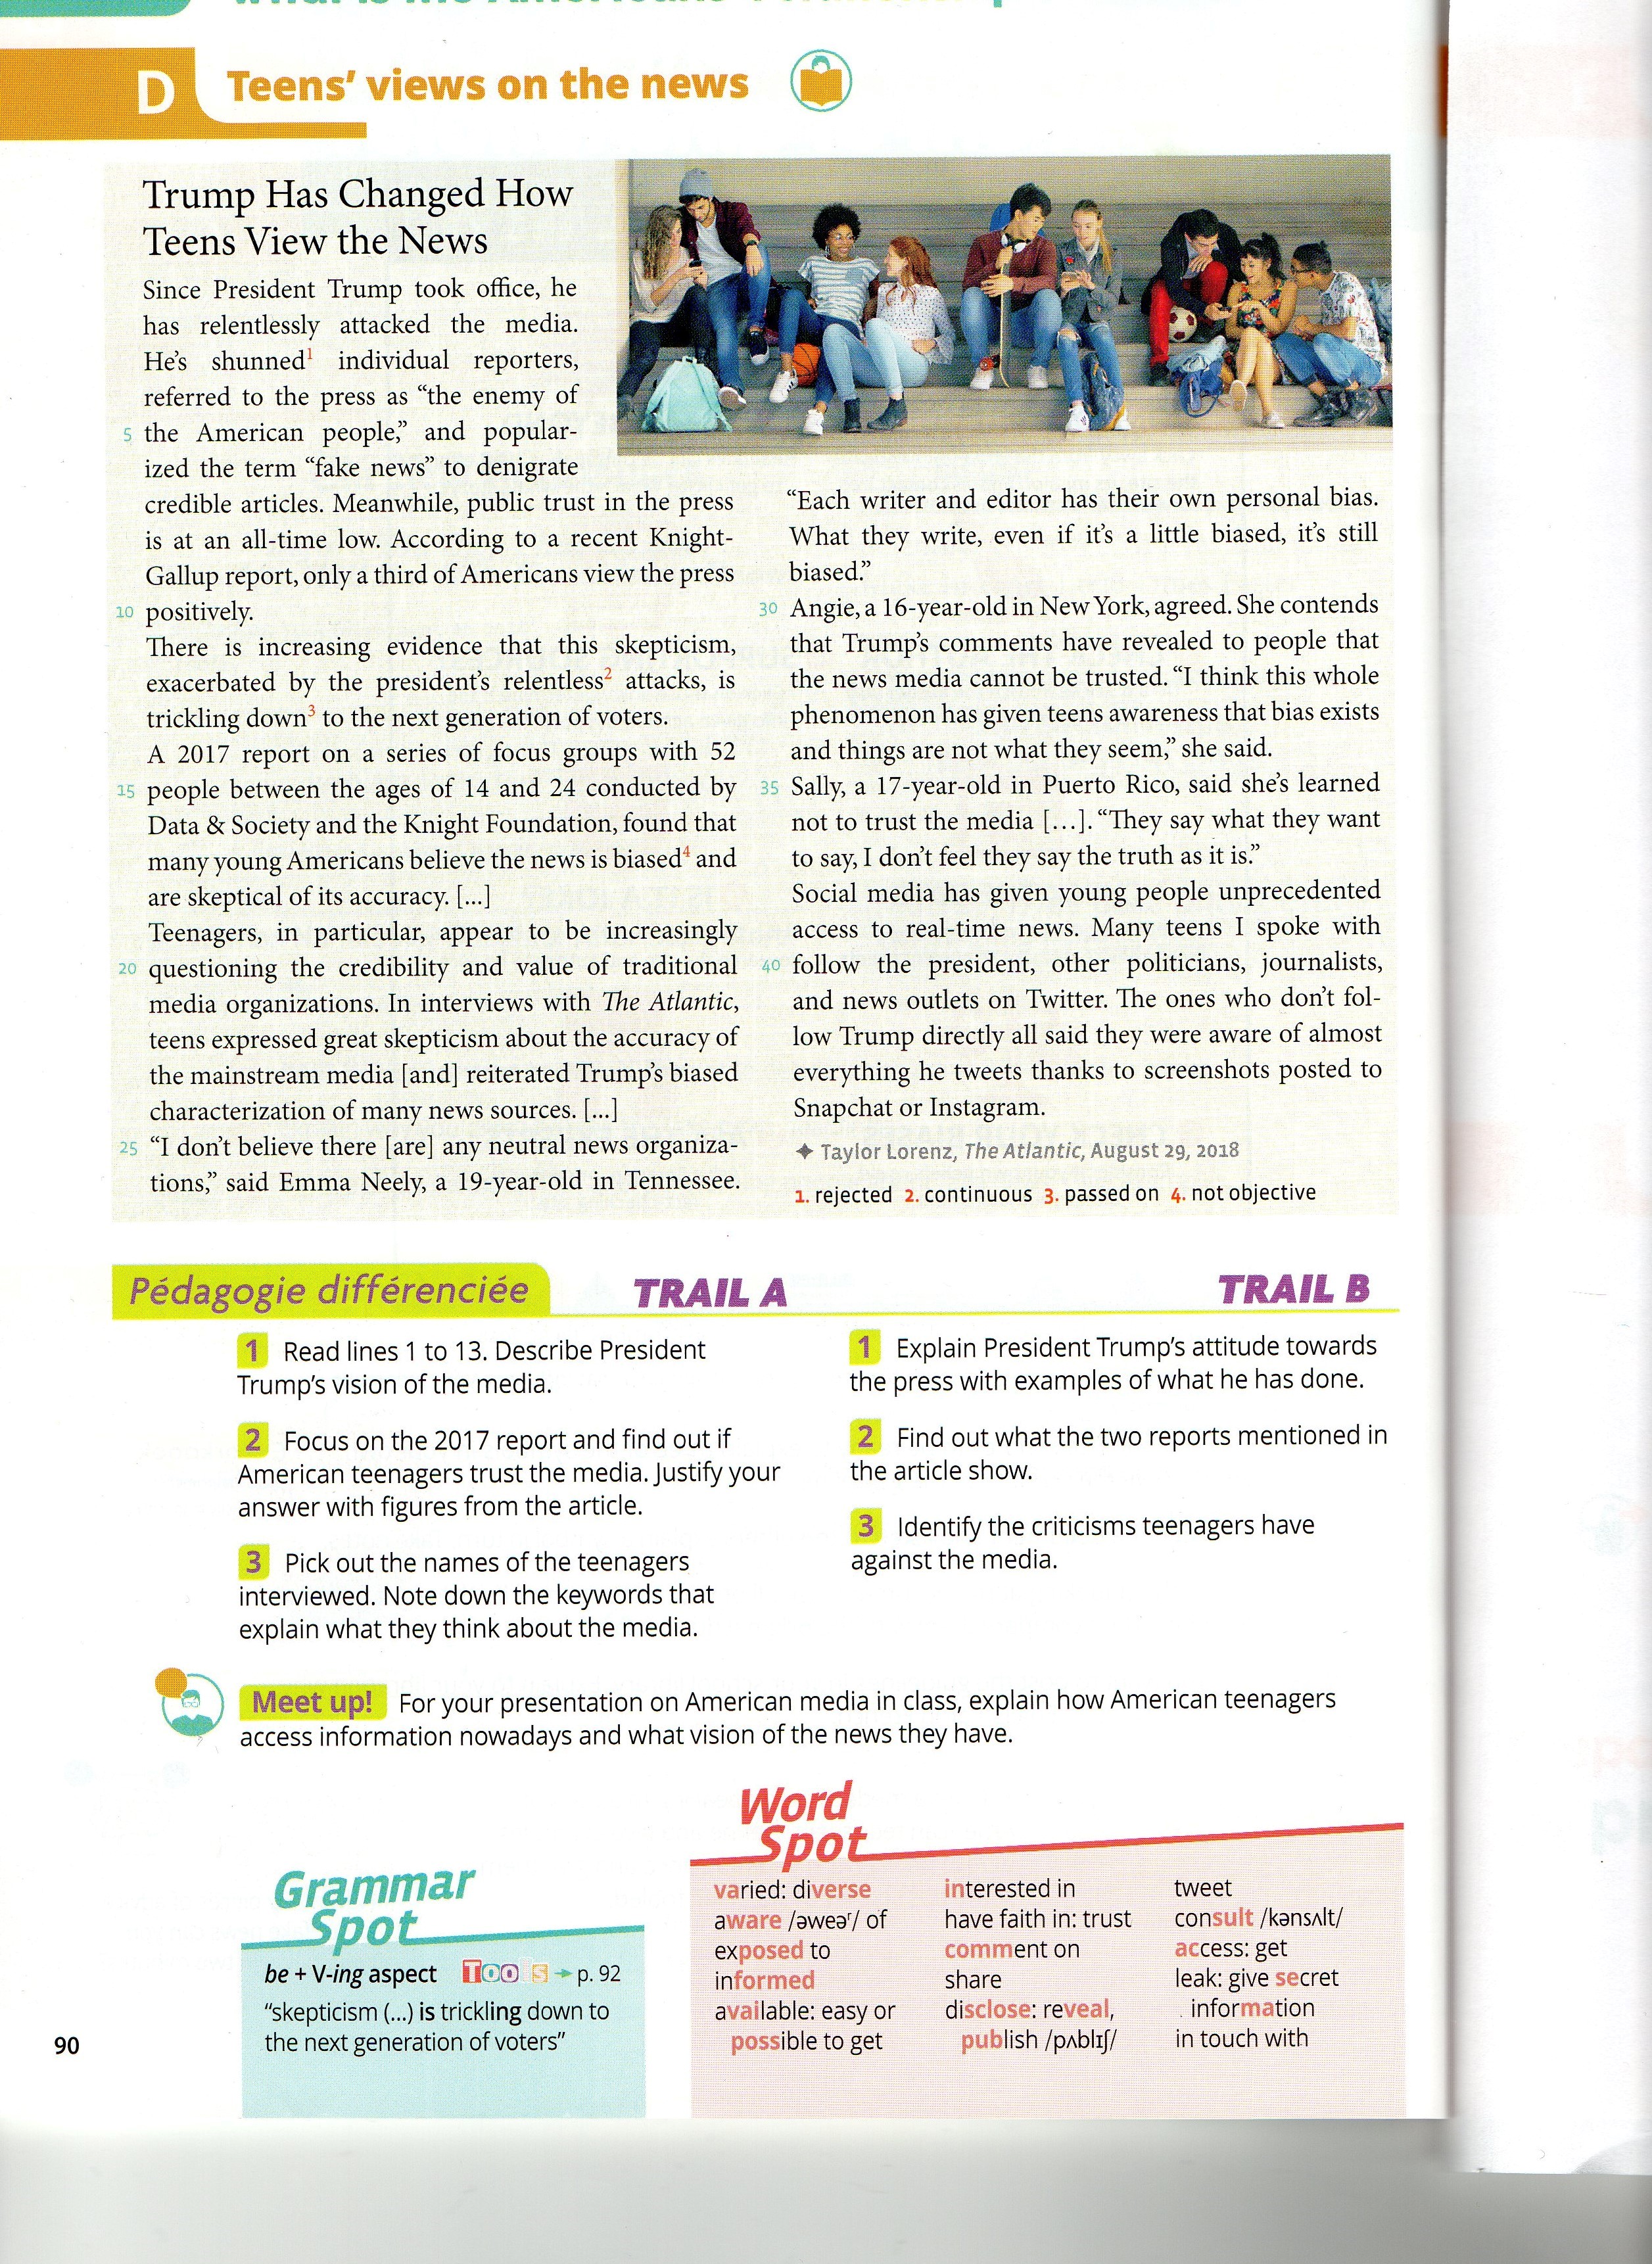 D
Teens’ views on the news
Trump Has Changed How
Teens View the News
Since President Trump took office, he
has relentlessly attacked the media.
He’s shunned1 individual reporters,
referred to the press as “the enemy of
5 the American people,” and popular-
ized the term “fake news” to denigrate
credible articles. Meanwhile, public trust in the press
is at an all-time low. According to a recent Knight-
Gallup report, only a third of Americans view the press
10 positively.
There is increasing evidence that this skepticism,
exacerbated by the president’s relentless2 attacks, is
trickling down3 to the next generation of voters.
A 2017 report on a series of focus groups with 52
15 people between the ages of 14 and 24 conducted by
Data & Society and the Knight Foundation, found that
many young Americans believe the news is biased4 and
are skeptical of its accuracy. [...]
Teenagers, in particular, appear to be increasingly
20 questioning the credibility and value of traditional
media organizations. In interviews with The Atlantic,
teens expressed great skepticism about the accuracy of
the mainstream media [and] reiterated Trump’s biased
characterization of many news sources. [...]
25 “I don’t believe there [are] any neutral news organiza-
tions,” said Emma Neely, a 19-year-old in Tennessee.
“Each writer and editor has their own personal bias.
What they write, even if it’s a little biased, it’s still
biased.”
30 Angie, a 16-year-old in New York, agreed. She contends
that Trump’s comments have revealed to people that
the news media cannot be trusted. “I think this whole
phenomenon has given teens awareness that bias exists
and things are not what they seem,” she said.
35 Sally, a 17-year-old in Puerto Rico, said she’s learned
not to trust the media [...]. “They say what they want
to say, I don’t feel they say the truth as it is.”
Social media has given young people unprecedented
access to real-time news. Many teens I spoke with
40 follow the president, other politicians, journalists,
and news outlets on Twitter. The ones who don’t fol-
low Trump directly all said they were aware of almost
everything he tweets thanks to screenshots posted to
Snapchat or Instagram.
✦ Taylor Lorenz, The Atlantic, August 29, 2018
1. rejected 2. continuous 3. passed on 4. not objective
Pédagogie différenciée
TRAIL A
1 Read lines 1 to 13. Describe President
Trump’s vision of the media.
2 Focus on the 2017 report and find out if
American teenagers trust the media. Justify your
answer with figures from the article.
3 Pick out the names of the teenagers
interviewed. Note down the keywords that
explain what they think about the media.
TRAIL B
1 Explain President Trump’s attitude towards
the press with examples of what he has done.
2 Find out what the two reports mentioned in
the article show.
3 Identify the criticisms teenagers have
against the media.
Meet up! For your presentation on American media in class, explain how American teenagers
access information nowadays and what vision of the news they have.
Grammar
Spot
be + V-ing aspect Tools → p. 92
“skepticism (...) is trickling down to
the next generation of voters”
Word
Spot
varied: diverse
aware /əweəʳ/ of
exposed to
informed
available: easy or
possible to get
interested in
have faith in: trust
comment on
share
disclose: reveal,
publish /pʌblɪʃ/
tweet
consult /kənsʌlt/
access: get
leak: give secret
information
in touch with
90